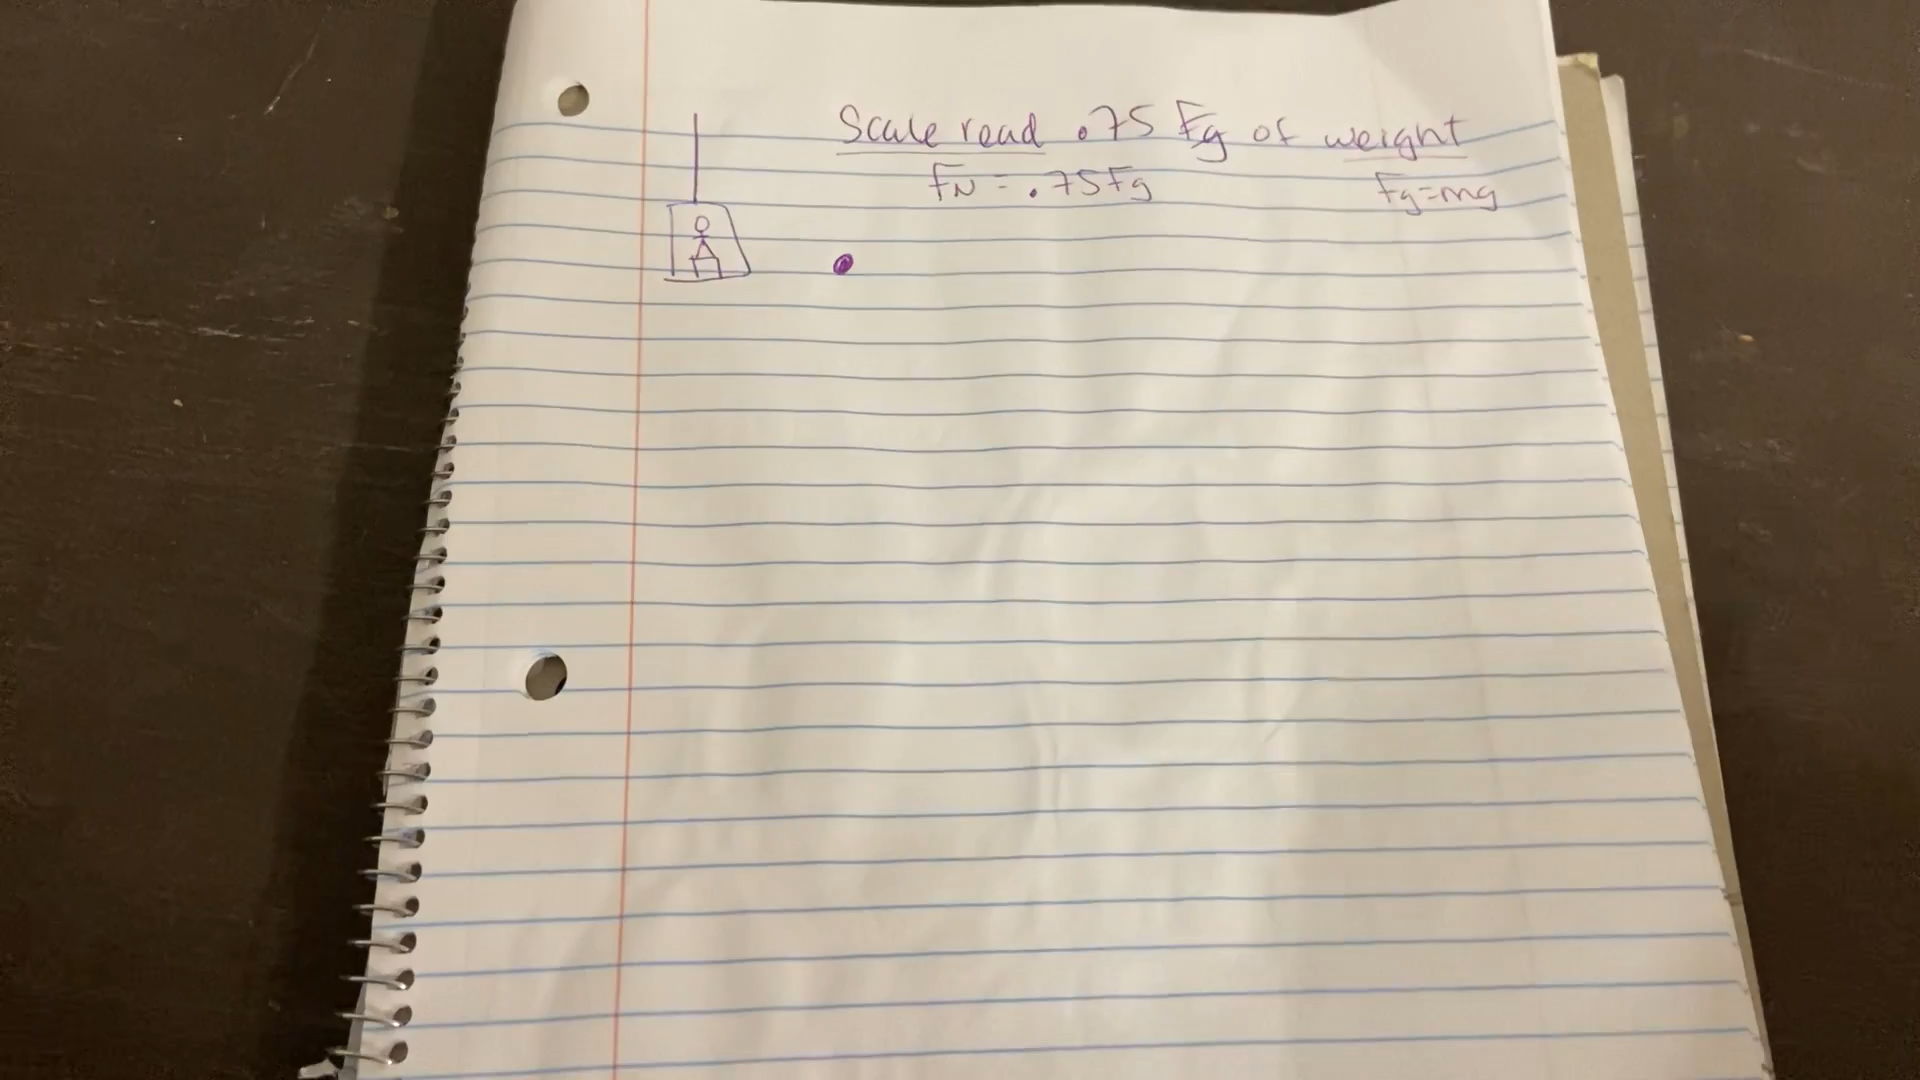 Scale read .75 Fg of weight
FN = .75Fg Fg=mg